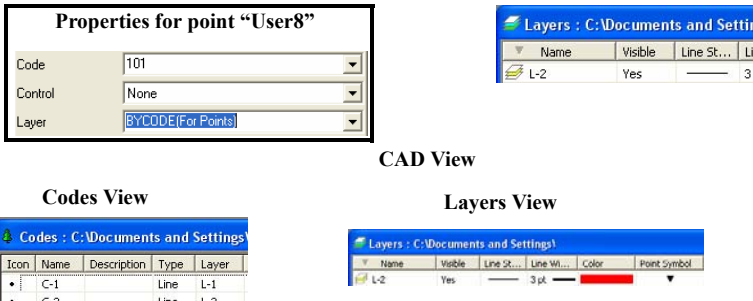 Properties for point “User8”
Code 101
Control None
Layer BYCODE(For Points)
Layers : C:\Documents and Settin
Name Visible Line St... Li
L-2 Yes 3
CAD View
Codes View
Codes : C:\Documents and Settings\
Icon Name Description Type Layer
C-1 Line L-1
C-2 Line L-2
Layers View
Layers : C:\Documents and Settings\
Name Visible Line St... Line Wi... Color Point Symbol
L-2 Yes 3 pt